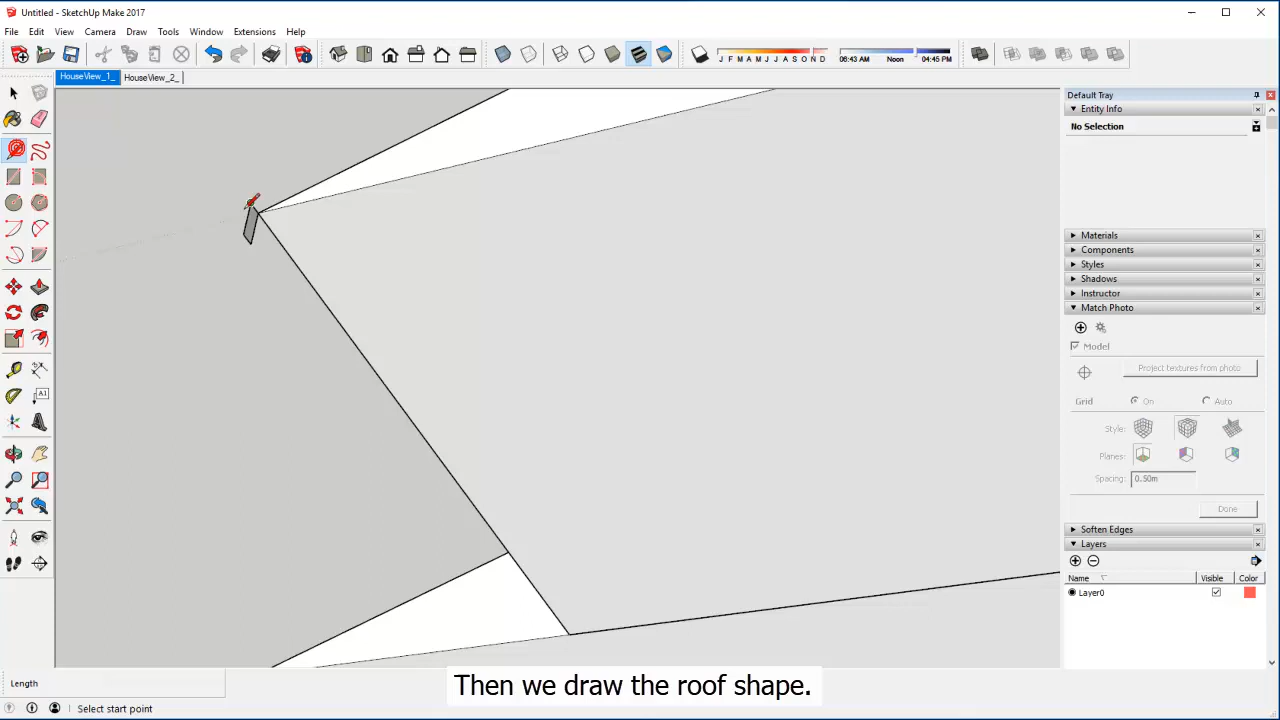 Untitled - SketchUp Make 2017
File Edit View Camera Draw Tools Window Extensions Help
J F M A M J J A S O N D
06:43 AM Noon 04:45 PM
HouseView_1_ HouseView_2_
Default Tray
Entity Info
No Selection
Materials
Components
Styles
Shadows
Instructor
Match Photo
Model
Project textures from photo
Grid On Auto
Style:
Planes:
Spacing: 0.50m
Done
Soften Edges
Layers
Name Visible Color
Layer0
A1
Length
Then we draw the roof shape.
Select start point